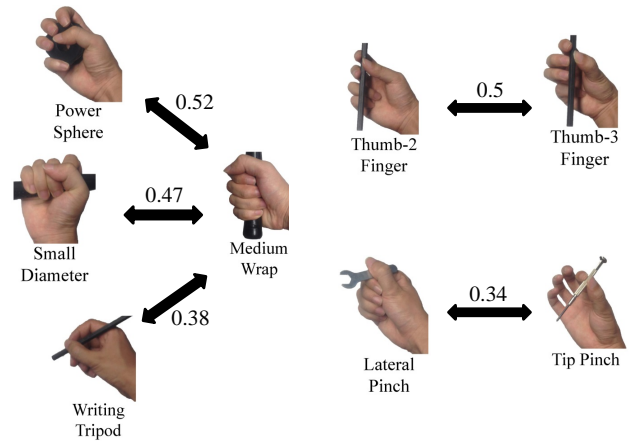 Power
Sphere
0.52
Small
Diameter
0.47
Medium
Wrap
0.38
Writing
Tripod
Thumb-2
Finger
0.5
Thumb-3
Finger
Lateral
Pinch
0.34
Tip Pinch